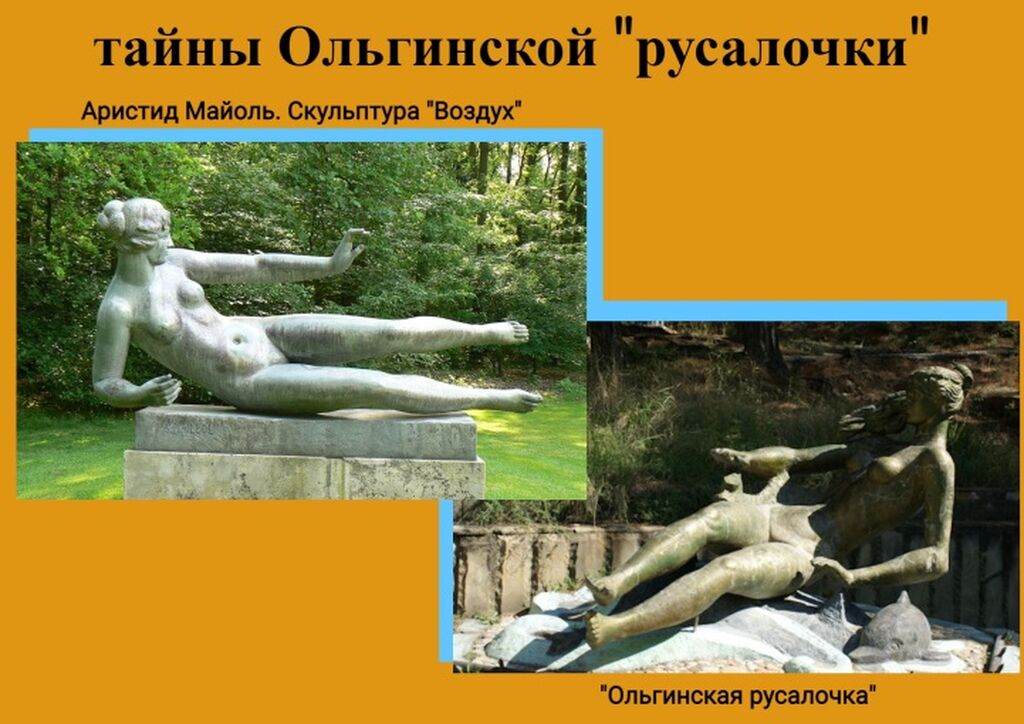 тайны Ольгинской "русалочки"
Аристид Майоль. Скульптура "Воздух"
"Ольгинская русалочка"